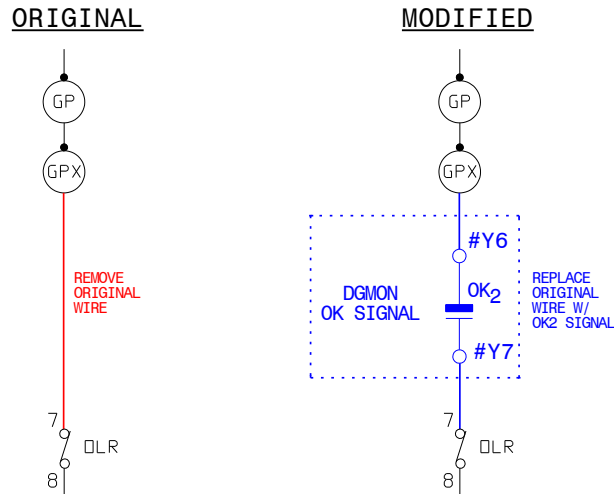 ORIGINAL
GP
GPX
REMOVE
ORIGINAL
WIRE
7
OLR
8
MODIFIED
GP
GPX
#Y6
DGMON
OK SIGNAL
OK2
#Y7
REPLACE
ORIGINAL
WIRE W/
OK2 SIGNAL
7
OLR
8